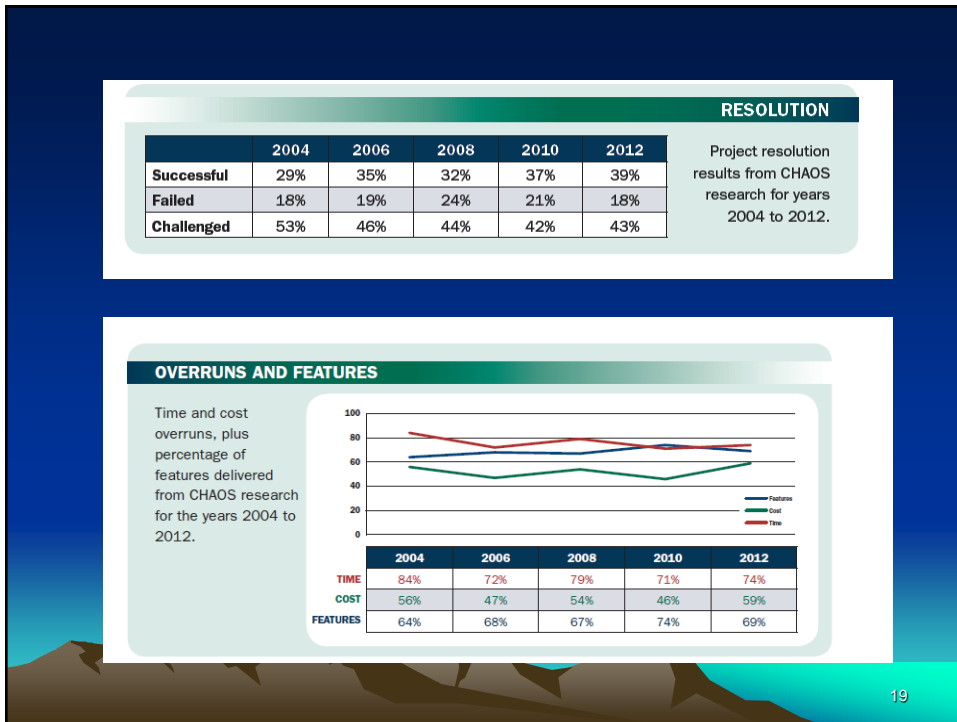 RESOLUTION
2004 2006 2008 2010 2012
Successful 29% 35% 32% 37% 39%
Failed 18% 19% 24% 21% 18%
Challenged 53% 46% 44% 42% 43%
Project resolution
results from CHAOS
research for years
2004 to 2012.
OVERRUNS AND FEATURES
Time and cost
overruns, plus
percentage of
features delivered
from CHAOS research
for the years 2004 to
2012.
100
80
60
40
20
0
Features
Cost
Time
2004 2006 2008 2010 2012
TIME 84% 72% 79% 71% 74%
COST 56% 47% 54% 46% 59%
FEATURES 64% 68% 67% 74% 69%
19